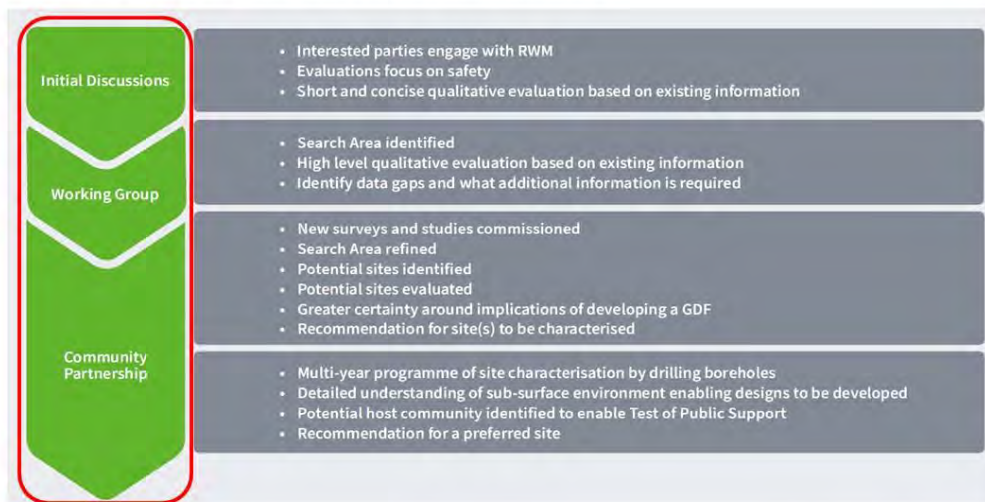 Initial Discussions
• Interested parties engage with RWM
• Evaluations focus on safety
• Short and concise qualitative evaluation based on existing information
Working Group
• Search Area identified
• High level qualitative evaluation based on existing information
• Identify data gaps and what additional information is required
Community
Partnership
• New surveys and studies commissioned
• Search Area refined
• Potential sites identified
• Potential sites evaluated
• Greater certainty around implications of developing a GDF
• Recommendation for site(s) to be characterised
• Multi-year programme of site characterisation by drilling boreholes
• Detailed understanding of sub-surface environment enabling designs to be developed
• Potential host community identified to enable Test of Public Support
• Recommendation for a preferred site